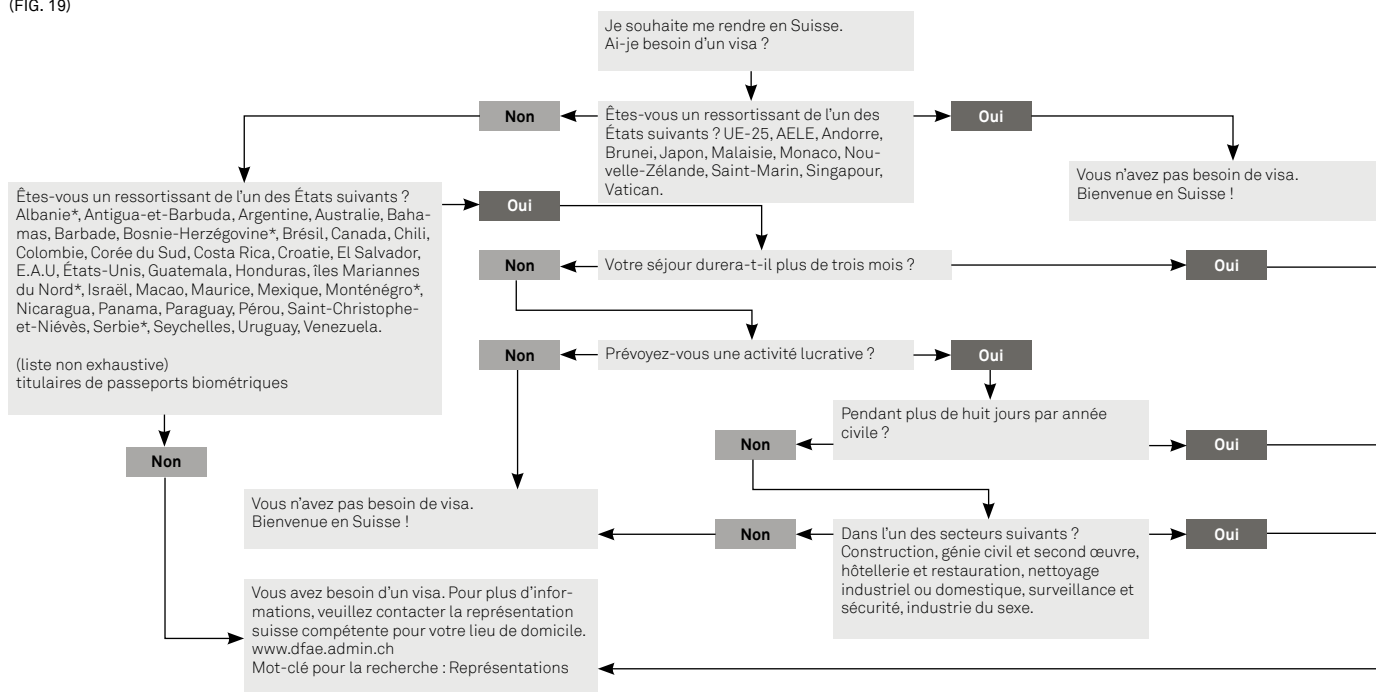 (FIG. 19)
Je souhaite me rendre en Suisse.
Ai-je besoin d'un visa ?
Non
Êtes-vous un ressortissant de l'un des
États suivants ? UE-25, AELE, Andorre,
Brunei, Japon, Malaisie, Monaco, Nou-
velle-Zélande, Saint-Marin, Singapour,
Vatican.
Oui
Vous n'avez pas besoin de visa.
Bienvenue en Suisse !
Êtes-vous un ressortissant de l'un des États suivants ?
Albanie*, Antigua-et-Barbuda, Argentine, Australie, Baha-
mas, Barbade, Bosnie-Herzégovine*, Brésil, Canada, Chili,
Colombie, Corée du Sud, Costa Rica, Croatie, El Salvador,
E.A.U, États-Unis, Guatemala, Honduras, îles Mariannes
du Nord*, Israël, Macao, Maurice, Mexique, Monténégro*,
Nicaragua, Panama, Paraguay, Pérou, Saint-Christophe-
et-Niévès, Serbie*, Seychelles, Uruguay, Venezuela.
(liste non exhaustive)
titulaires de passeports biométriques
Oui
Non
Votre séjour durera-t-il plus de trois mois ?
Oui
Non
Prévoyez-vous une activité lucrative ?
Oui
Pendant plus de huit jours par année
civile ?
Non
Oui
Non
Vous n'avez pas besoin de visa.
Bienvenue en Suisse !
Non
Dans l'un des secteurs suivants ?
Construction, génie civil et second œuvre,
hôtellerie et restauration, nettoyage
industriel ou domestique, surveillance et
sécurité, industrie du sexe.
Oui
Vous avez besoin d'un visa. Pour plus d'infor-
mations, veuillez contacter la représentation
suisse compétente pour votre lieu de domicile.
www.dfae.admin.ch
Mot-clé pour la recherche : Représentations